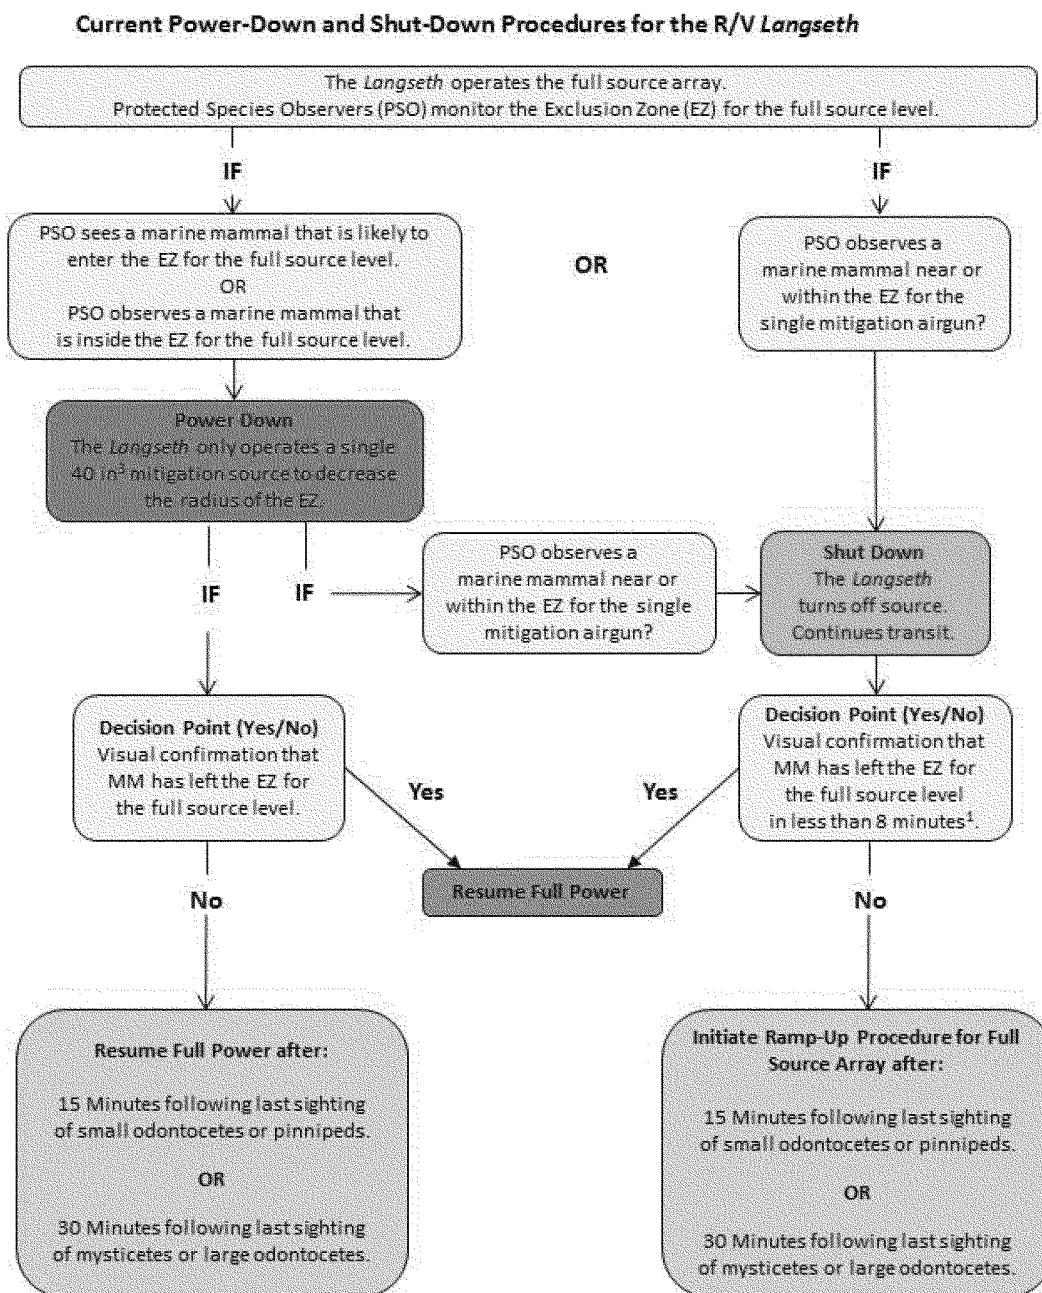 Current Power-Down and Shut-Down Procedures for the R/V Langseth
The Langseth operates the full source array.
Protected Species Observers (PSO) monitor the Exclusion Zone (EZ) for the full source level.
IF
IF
PSO sees a marine mammal that is likely to
enter the EZ for the full source level.
OR
PSO observes a marine mammal that
is inside the EZ for the full source level.
OR
PSO observes a
marine mammal near or
within the EZ for the
single mitigation airgun?
Power Down
The Langseth only operates a single
40 in³ mitigation source to decrease
the radius of the EZ.
IF
IF
PSO observes a
marine mammal near or
within the EZ for the single
mitigation airgun?
Shut Down
The Langseth
turns off source.
Continues transit.
Decision Point (Yes/No)
Visual confirmation that
MM has left the EZ for
the full source level.
Decision Point (Yes/No)
Visual confirmation that
MM has left the EZ for
the full source level
in less than 8 minutes¹.
Yes
Yes
Resume Full Power
No
No
Resume Full Power after:
15 Minutes following last sighting
of small odontocetes or pinnipeds.
OR
30 Minutes following last sighting
of mysticetes or large odontocetes.
Initiate Ramp-Up Procedure for Full
Source Array after:
15 Minutes following last sighting
of small odontocetes or pinnipeds.
OR
30 Minutes following last sighting
of mysticetes or large odontocetes.